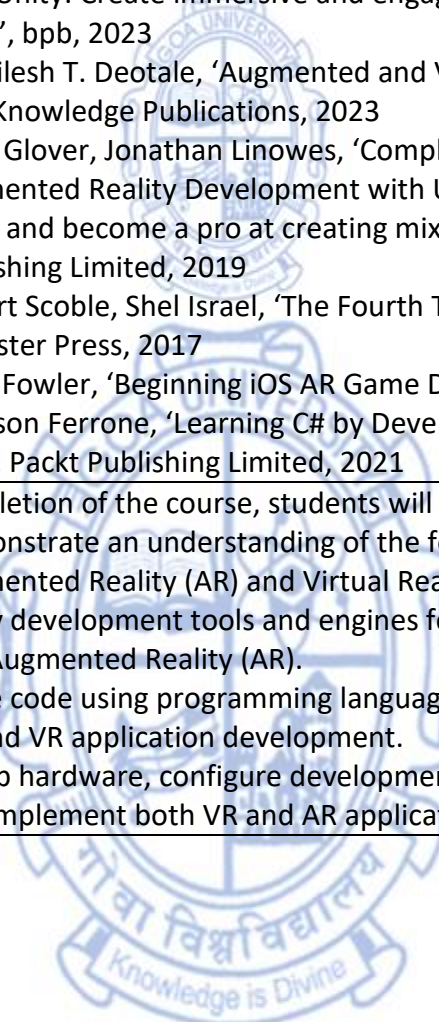 Unity: Create immersive and engag
’, bpb, 2023
ilesh T. Deotale, ‘Augmented and V
Knowledge Publications, 2023
Glover, Jonathan Linowes, ‘Compl
nented Reality Development with U
and become a pro at creating mix
shing Limited, 2019
rt Scoble, Shel Israel, ‘The Fourth T
ster Press, 2017
Fowler, ‘Beginning iOS AR Game D
son Ferrone, ‘Learning C# by Deve
Packt Publishing Limited, 2021
letion of the course, students will
onstrate an understanding of the f
nented Reality (AR) and Virtual Rea
y development tools and engines f
Augmented Reality (AR).
e code using programming languag
nd VR application development.
p hardware, configure developmen
mplement both VR and AR applicat
GOA UNIVERSITY
गोंवा विश्वविद्यालय
Knowledge is Divine